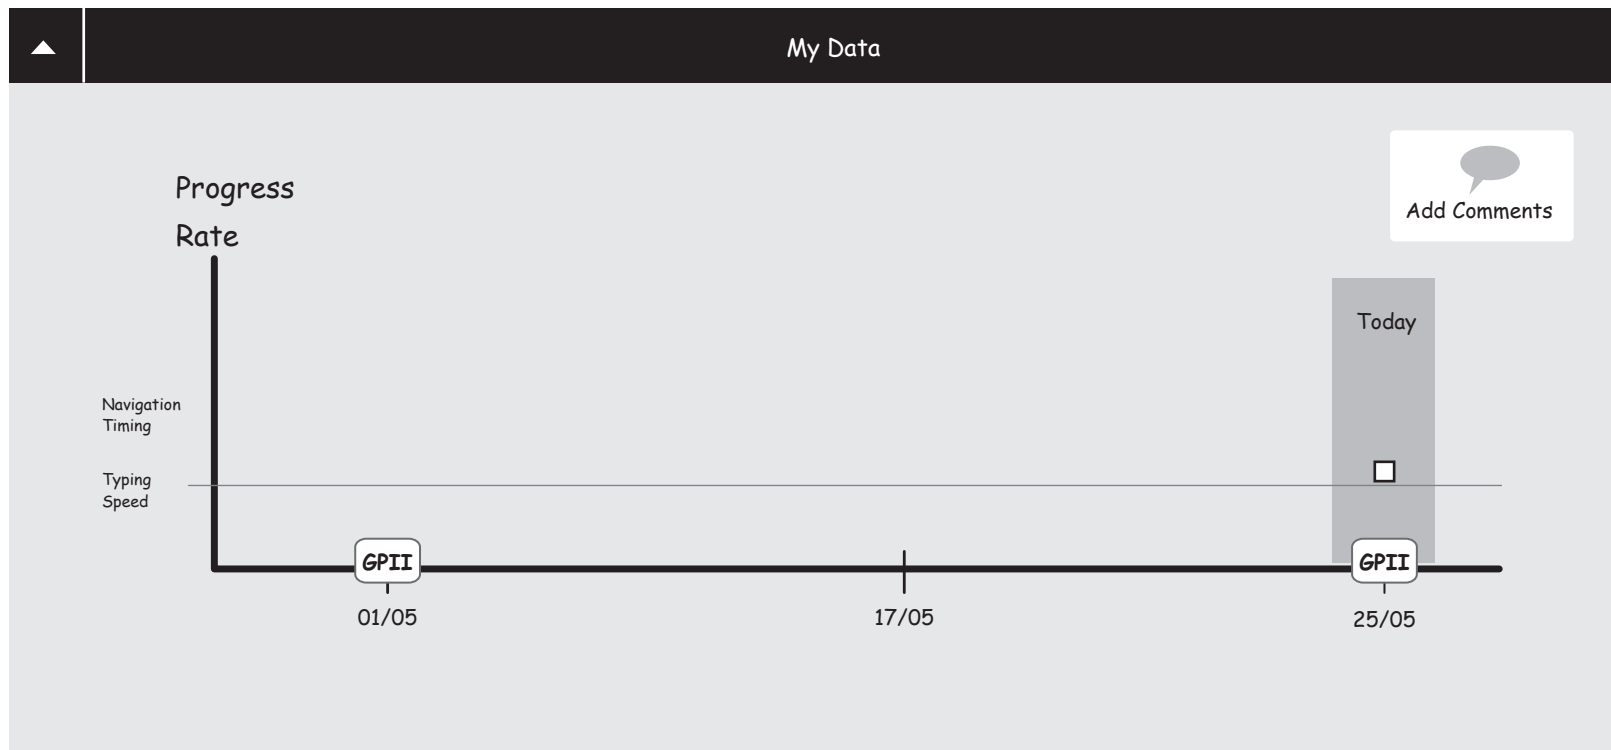 My Data
Add Comments
Progress
Rate
Today
Navigation
Timing
Typing
Speed
GPII
GPII
01/05
17/05
25/05